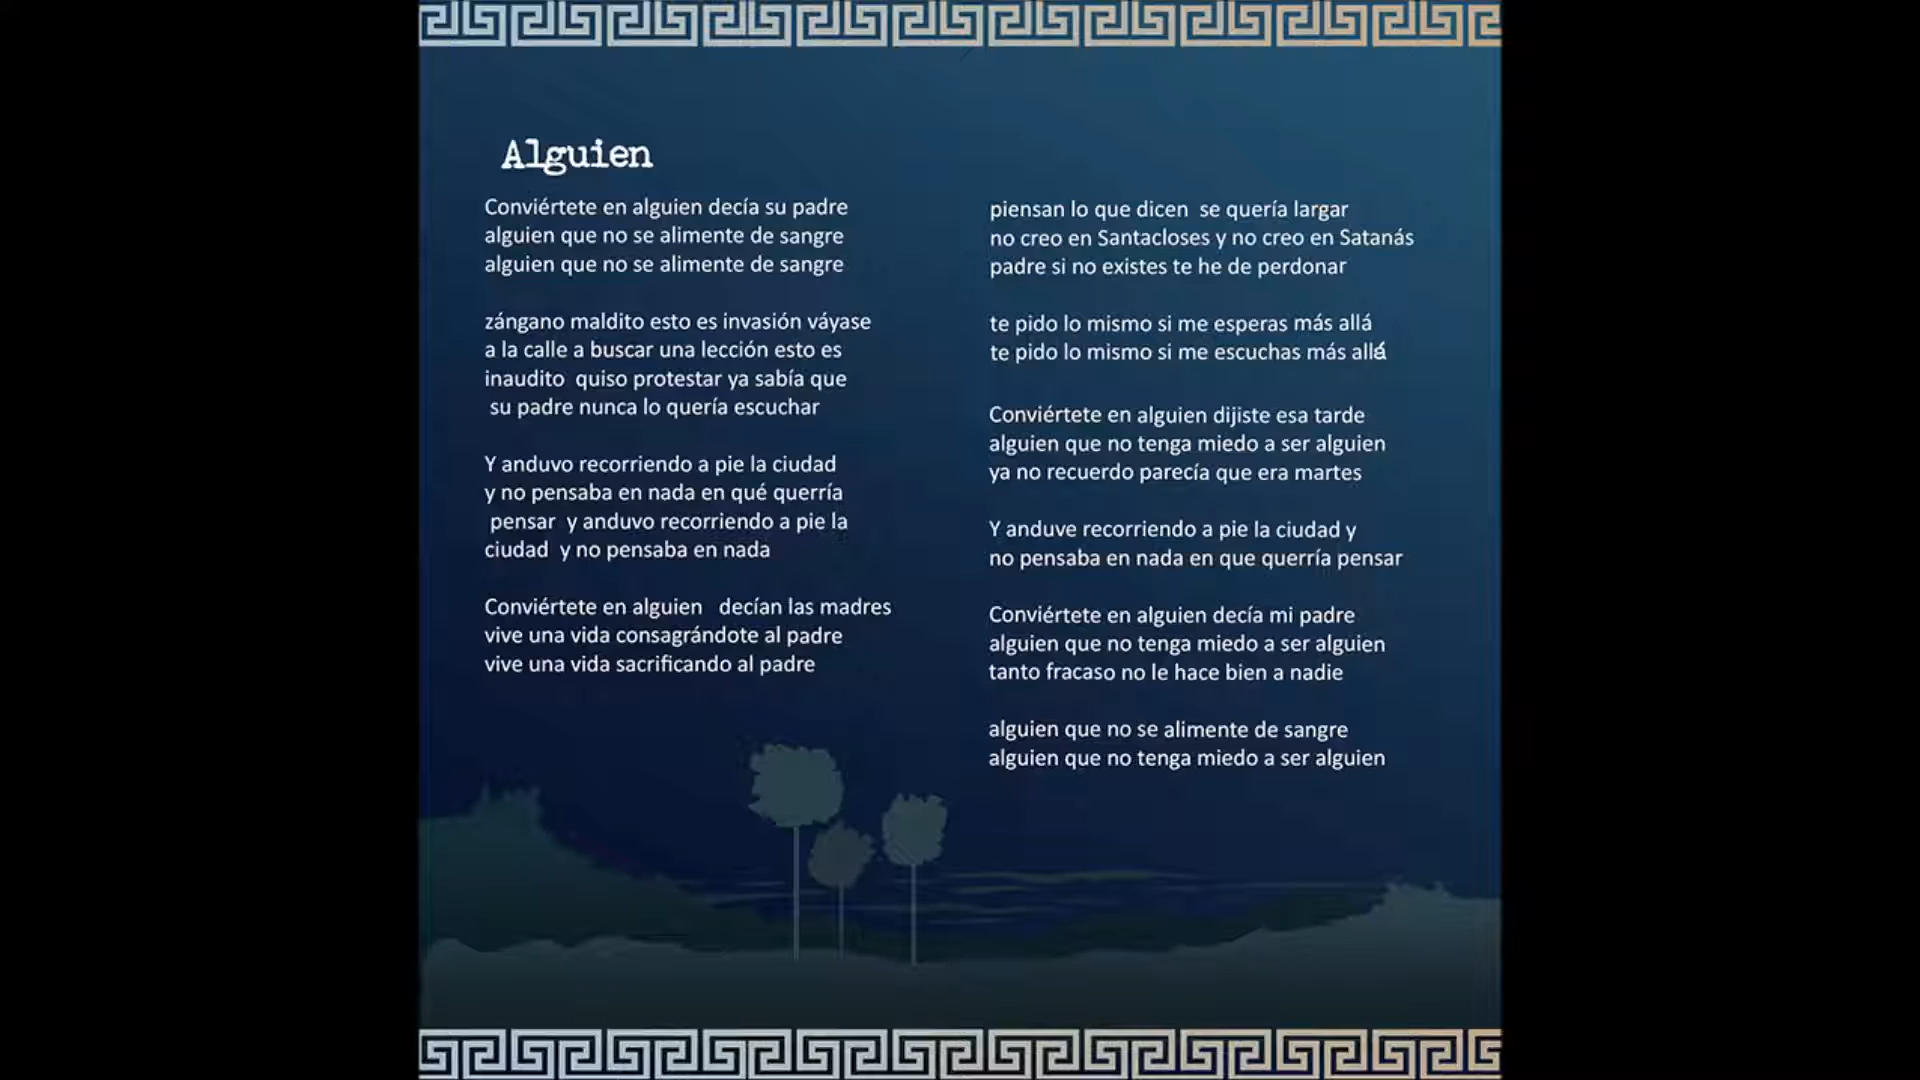 Alguien
Conviértete en alguien decía su padre
alguien que no se alimente de sangre
alguien que no se alimente de sangre
zángano maldito esto es invasión váyase
a la calle a buscar una lección esto es
inaudito quiso protestar ya sabía que
su padre nunca lo quería escuchar
Y anduvo recorriendo a pie la ciudad
y no pensaba en nada en qué querría
pensar y anduvo recorriendo a pie la
ciudad y no pensaba en nada
Conviértete en alguien decían las madres
vive una vida consagrándote al padre
vive una vida sacrificando al padre
piensan lo que dicen se quería largar
no creo en Santacloses y no creo en Satanás
padre si no existes te he de perdonar
te pido lo mismo si me esperas más allá
te pido lo mismo si me escuchas más allá
Conviértete en alguien dijiste esa tarde
alguien que no tenga miedo a ser alguien
ya no recuerdo parecía que era martes
Y anduve recorriendo a pie la ciudad y
no pensaba en nada en que querría pensar
Conviértete en alguien decía mi padre
alguien que no tenga miedo a ser alguien
tanto fracaso no le hace bien a nadie
alguien que no se alimente de sangre
alguien que no tenga miedo a ser alguien